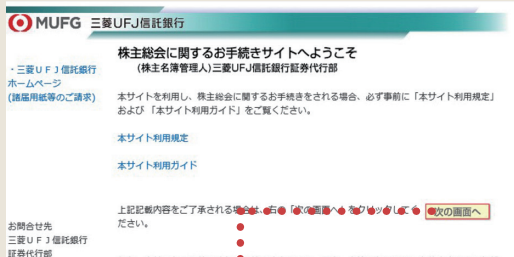 MUFG 三菱UFJ信託銀行
株主総会に関するお手続きサイトへようこそ
(株主名簿管理人)三菱UFJ信託銀行証券代行部
・三菱ＵＦＪ信託銀行
ホームページ
(諸届用紙等のご請求)
本サイトを利用し、株主総会に関するお手続きをされる場合、必ず事前に「本サイト利用規定」
および 「本サイト利用ガイド」をご覧ください。
本サイト利用規定
本サイト利用ガイド
上記記載内容をご了承される場合は、右の「次の画面へ」をクリックしてく
ださい。
次の画面へ
お問合せ先
三菱ＵＦＪ信託銀行
証券代行部